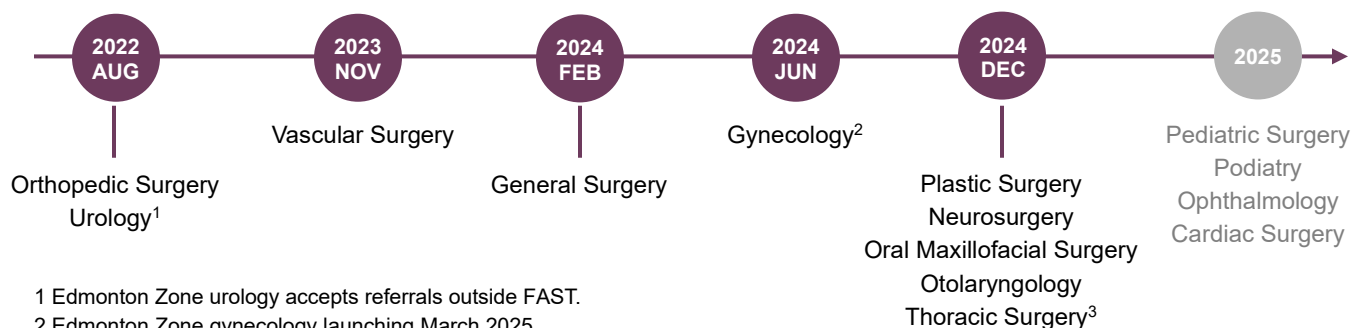 2022
AUG
2023
NOV
2024
FEB
2024
JUN
2024
DEC
2025
Orthopedic Surgery
Urology¹
Vascular Surgery
General Surgery
Gynecology²
Plastic Surgery
Neurosurgery
Oral Maxillofacial Surgery
Otolaryngology
Thoracic Surgery³
Pediatric Surgery
Podiatry
Ophthalmology
Cardiac Surgery
1 Edmonton Zone urology accepts referrals outside FAST.
2 Edmonton Zone gynecology launching March 2025